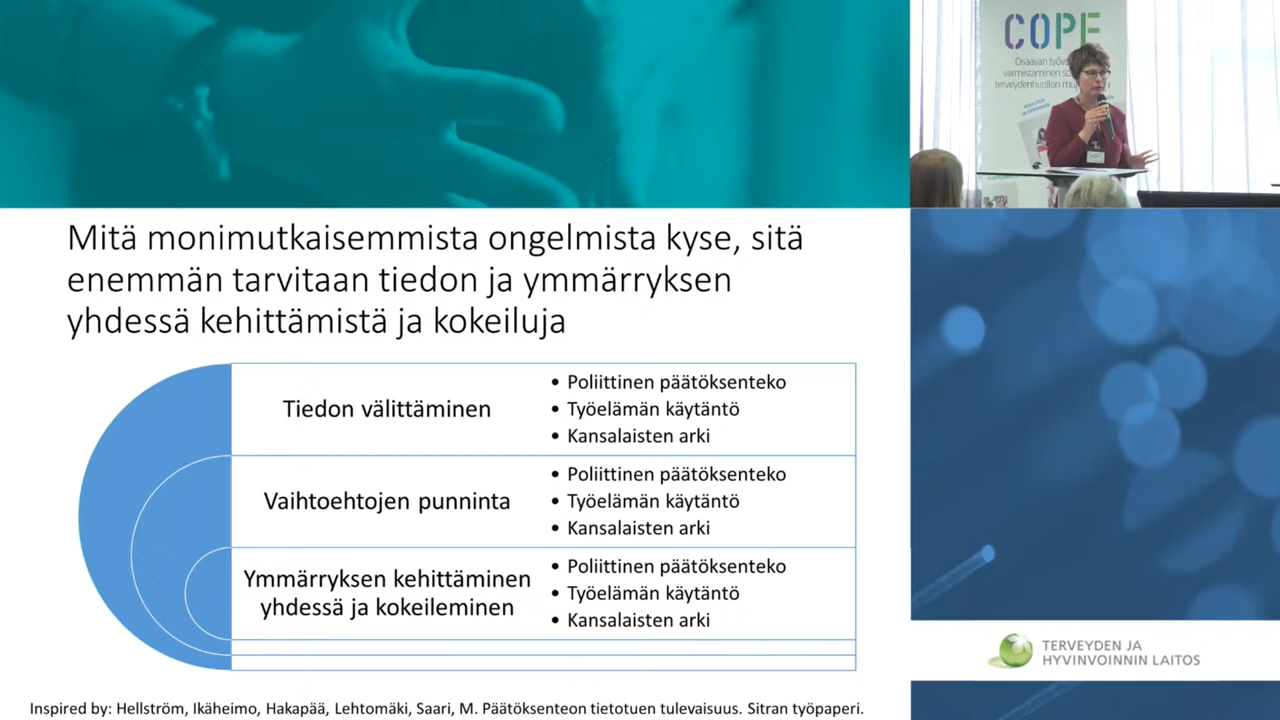 COPE
Osaavan
varmistaminen
terveydenhuollon
Mitä monimutkaisemmista ongelmista kyse, sitä
enemmän tarvitaan tiedon ja ymmärryksen
yhdessä kehittämistä ja kokeiluja
Tiedon välittäminen
• Poliittinen päätöksenteko
• Työelämän käytäntö
• Kansalaisten arki
Vaihtoehtojen punninta
• Poliittinen päätöksenteko
• Työelämän käytäntö
• Kansalaisten arki
Ymmärryksen kehittäminen
yhdessä ja kokeileminen
• Poliittinen päätöksenteko
• Työelämän käytäntö
• Kansalaisten arki
TERVEYDEN JA
HYVINVOINNIN LAITOS
Inspired by: Hellström, Ikäheimo, Hakapää, Lehtomäki, Saari, M. Päätöksenteon tietotuen tulevaisuus. Sitran työpaperi.